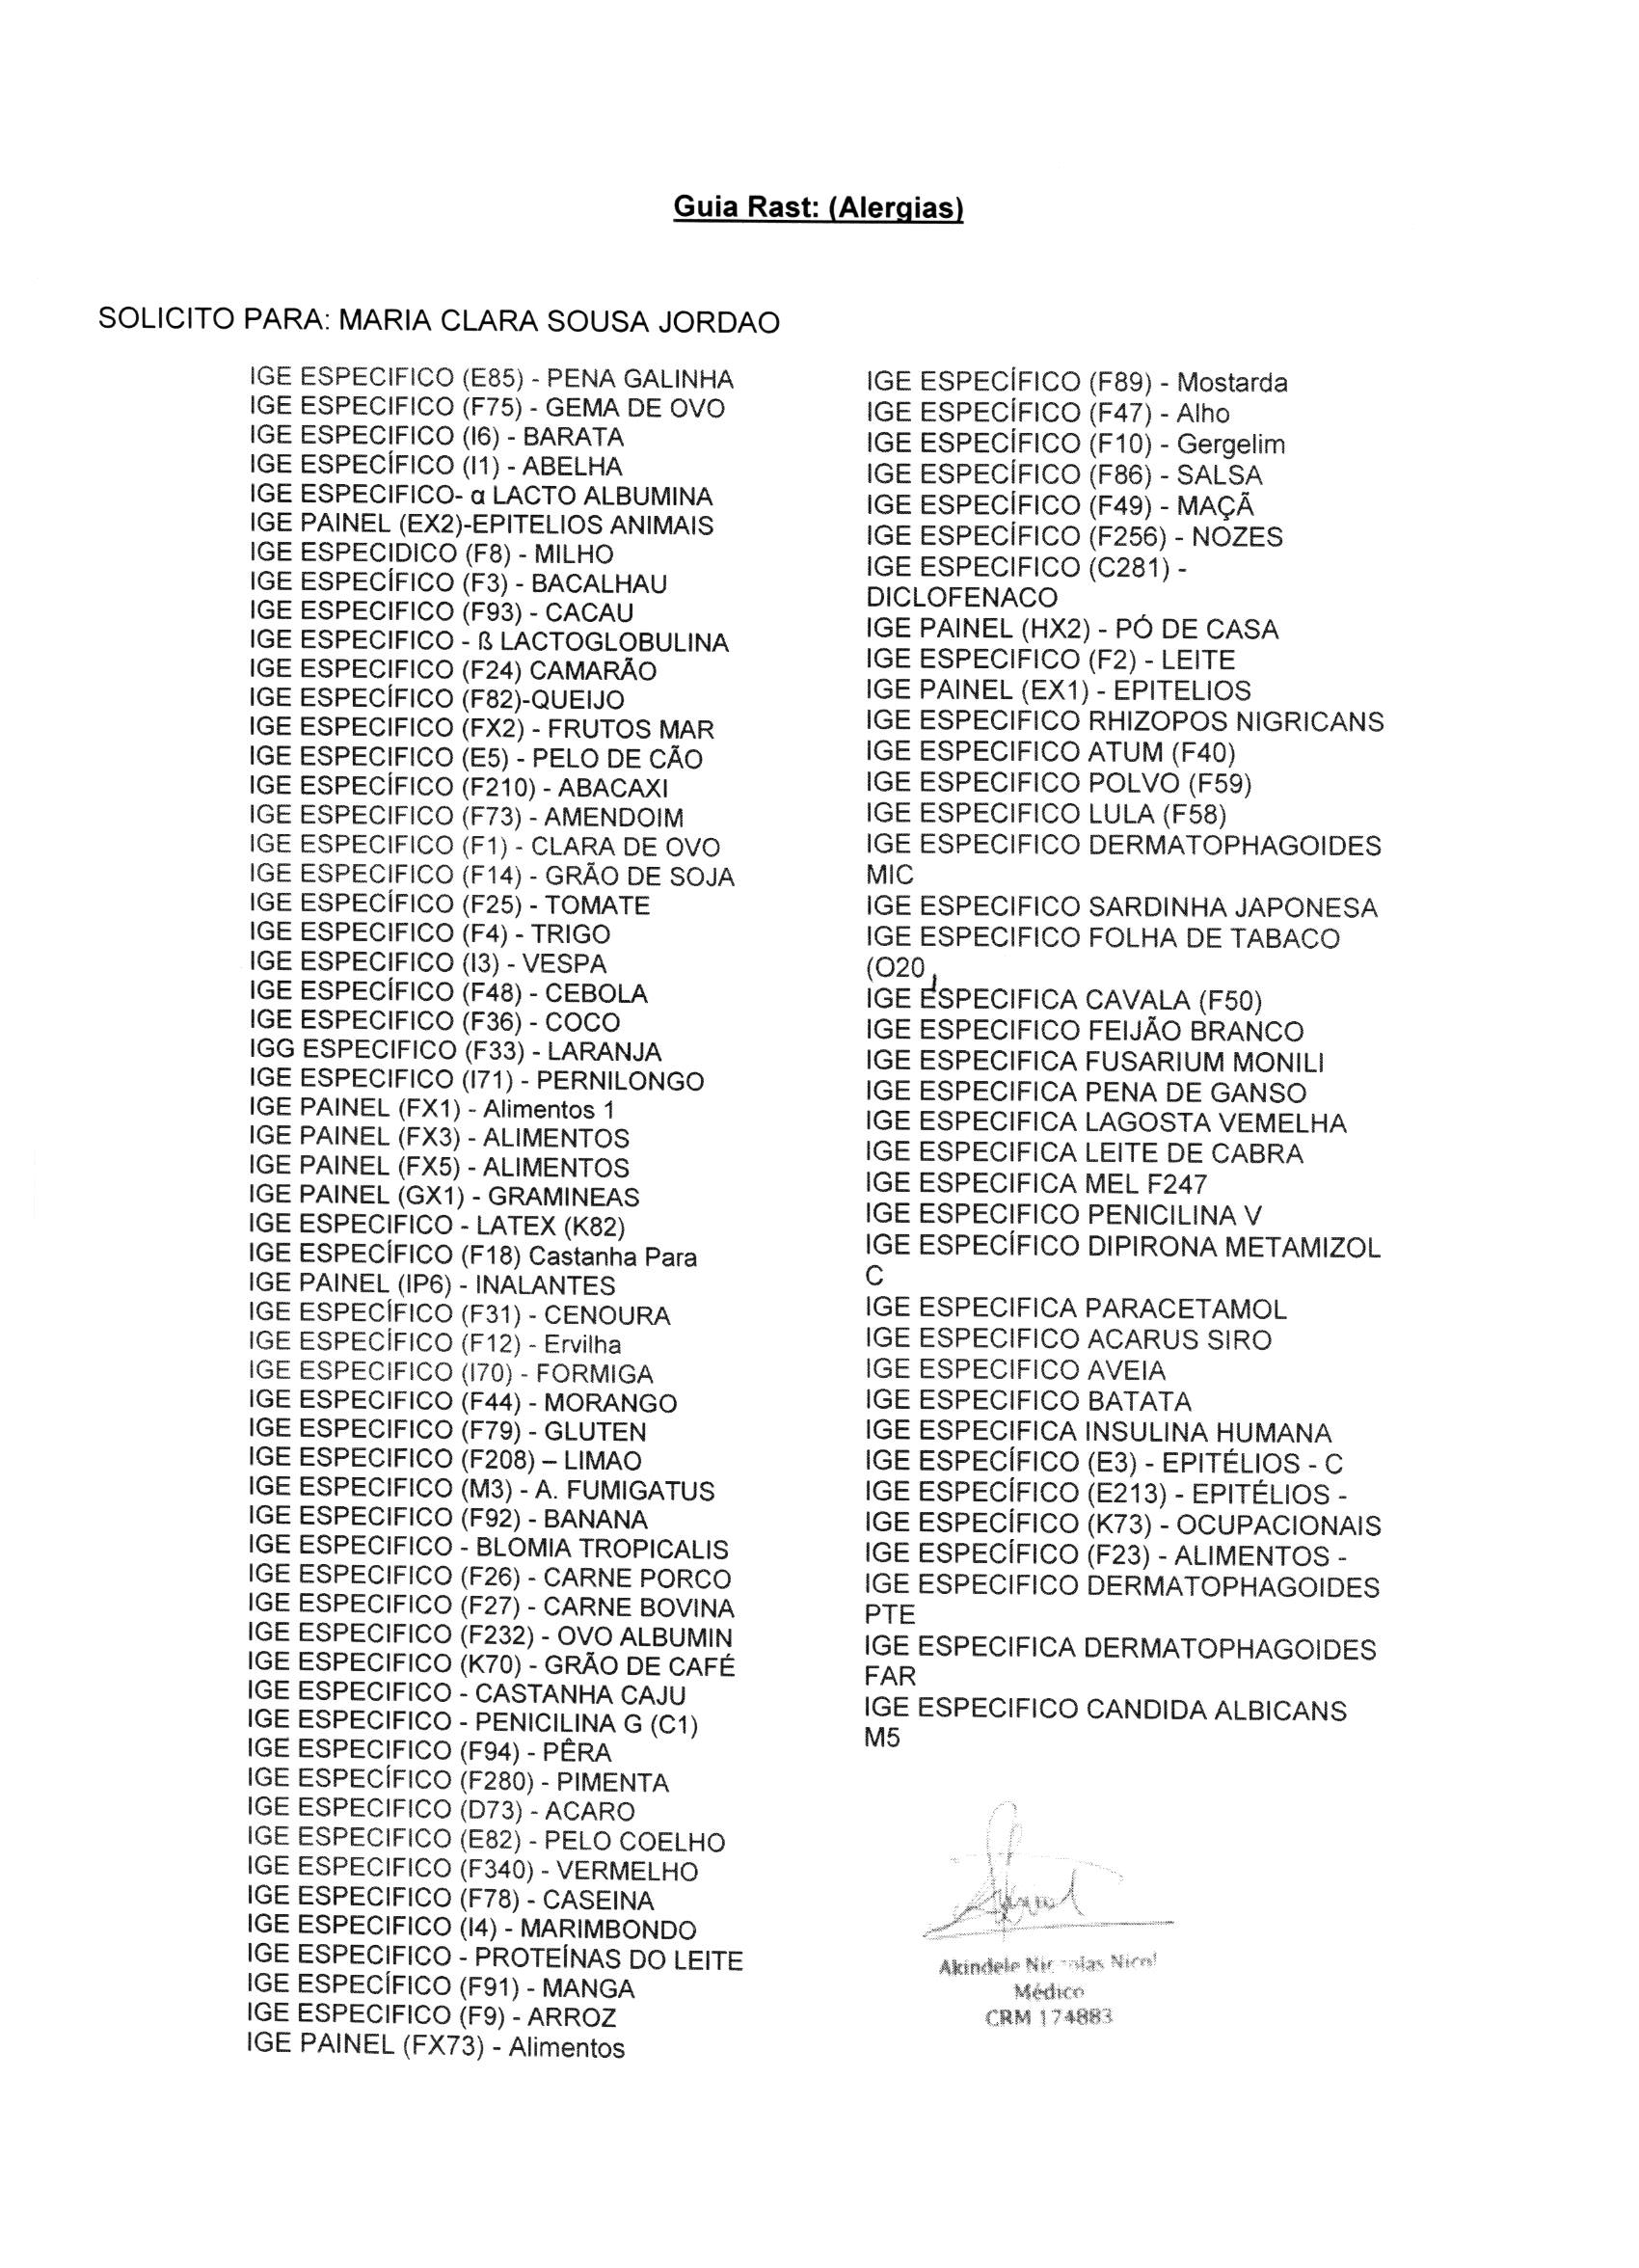 Guia Rast: (Alergias)
SOLICITO PARA: MARIA CLARA SOUSA JORDAO
IGE ESPECIFICO (E85) - PENA GALINHA
IGE ESPECIFICO (F75) - GEMA DE OVO
IGE ESPECIFICO (I6) - BARATA
IGE ESPECÍFICO (I1) - ABELHA
IGE ESPECIFICO- α LACTO ALBUMINA
IGE PAINEL (EX2)-EPITELIOS ANIMAIS
IGE ESPECIDICO (F8) - MILHO
IGE ESPECÍFICO (F3) - BACALHAU
IGE ESPECIFICO (F93) - CACAU
IGE ESPECIFICO - ß LACTOGLOBULINA
IGE ESPECIFICO (F24) CAMARÃO
IGE ESPECÍFICO (F82)-QUEIJO
IGE ESPECIFICO (FX2) - FRUTOS MAR
IGE ESPECIFICO (E5) - PELO DE CÃO
IGE ESPECÍFICO (F210) - ABACAXI
IGE ESPECIFICO (F73) - AMENDOIM
IGE ESPECIFICO (F1) - CLARA DE OVO
IGE ESPECIFICO (F14) - GRÃO DE SOJA
IGE ESPECÍFICO (F25) - TOMATE
IGE ESPECIFICO (F4) - TRIGO
IGE ESPECIFICO (I3) - VESPA
IGE ESPECÍFICO (F48) - CEBOLA
IGE ESPECIFICO (F36) - COCO
IGG ESPECIFICO (F33) - LARANJA
IGE ESPECIFICO (I71) - PERNILONGO
IGE PAINEL (FX1) - Alimentos 1
IGE PAINEL (FX3) - ALIMENTOS
IGE PAINEL (FX5) - ALIMENTOS
IGE PAINEL (GX1) - GRAMINEAS
IGE ESPECIFICO - LATEX (K82)
IGE ESPECÍFICO (F18) Castanha Para
IGE PAINEL (IP6) - INALANTES
IGE ESPECÍFICO (F31) - CENOURA
IGE ESPECÍFICO (F12) - Ervilha
IGE ESPECIFICO (I70) - FORMIGA
IGE ESPECIFICO (F44) - MORANGO
IGE ESPECIFICO (F79) - GLUTEN
IGE ESPECIFICO (F208) – LIMAO
IGE ESPECIFICO (M3) - A. FUMIGATUS
IGE ESPECIFICO (F92) - BANANA
IGE ESPECIFICO - BLOMIA TROPICALIS
IGE ESPECIFICO (F26) - CARNE PORCO
IGE ESPECIFICO (F27) - CARNE BOVINA
IGE ESPECIFICO (F232) - OVO ALBUMIN
IGE ESPECIFICO (K70) - GRÃO DE CAFÉ
IGE ESPECIFICO - CASTANHA CAJU
IGE ESPECIFICO - PENICILINA G (C1)
IGE ESPECIFICO (F94) - PÊRA
IGE ESPECÍFICO (F280) - PIMENTA
IGE ESPECIFICO (D73) - ACARO
IGE ESPECIFICO (E82) - PELO COELHO
IGE ESPECIFICO (F340) - VERMELHO
IGE ESPECIFICO (F78) - CASEINA
IGE ESPECIFICO (I4) - MARIMBONDO
IGE ESPECIFICO - PROTEÍNAS DO LEITE
IGE ESPECÍFICO (F91) - MANGA
IGE ESPECIFICO (F9) - ARROZ
IGE PAINEL (FX73) - Alimentos
IGE ESPECÍFICO (F89) - Mostarda
IGE ESPECÍFICO (F47) - Alho
IGE ESPECÍFICO (F10) - Gergelim
IGE ESPECÍFICO (F86) - SALSA
IGE ESPECÍFICO (F49) - MAÇÃ
IGE ESPECÍFICO (F256) - NOZES
IGE ESPECIFICO (C281) -
DICLOFENACO
IGE PAINEL (HX2) - PÓ DE CASA
IGE ESPECIFICO (F2) - LEITE
IGE PAINEL (EX1) - EPITELIOS
IGE ESPECIFICO RHIZOPOS NIGRICANS
IGE ESPECIFICO ATUM (F40)
IGE ESPECIFICO POLVO (F59)
IGE ESPECIFICO LULA (F58)
IGE ESPECIFICO DERMATOPHAGOIDES
MIC
IGE ESPECIFICO SARDINHA JAPONESA
IGE ESPECIFICO FOLHA DE TABACO
(O20
IGE ESPECIFICA CAVALA (F50)
IGE ESPECIFICO FEIJÃO BRANCO
IGE ESPECIFICA FUSARIUM MONILI
IGE ESPECIFICA PENA DE GANSO
IGE ESPECIFICA LAGOSTA VEMELHA
IGE ESPECIFICA LEITE DE CABRA
IGE ESPECIFICA MEL F247
IGE ESPECIFICO PENICILINA V
IGE ESPECÍFICO DIPIRONA METAMIZOL
C
IGE ESPECIFICA PARACETAMOL
IGE ESPECIFICO ACARUS SIRO
IGE ESPECIFICO AVEIA
IGE ESPECIFICO BATATA
IGE ESPECIFICA INSULINA HUMANA
IGE ESPECÍFICO (E3) - EPITÉLIOS - C
IGE ESPECÍFICO (E213) - EPITÉLIOS -
IGE ESPECÍFICO (K73) - OCUPACIONAIS
IGE ESPECÍFICO (F23) - ALIMENTOS -
IGE ESPECIFICO DERMATOPHAGOIDES
PTE
IGE ESPECIFICA DERMATOPHAGOIDES
FAR
IGE ESPECIFICO CANDIDA ALBICANS
M5
Akindele
Médico
CRM 174883